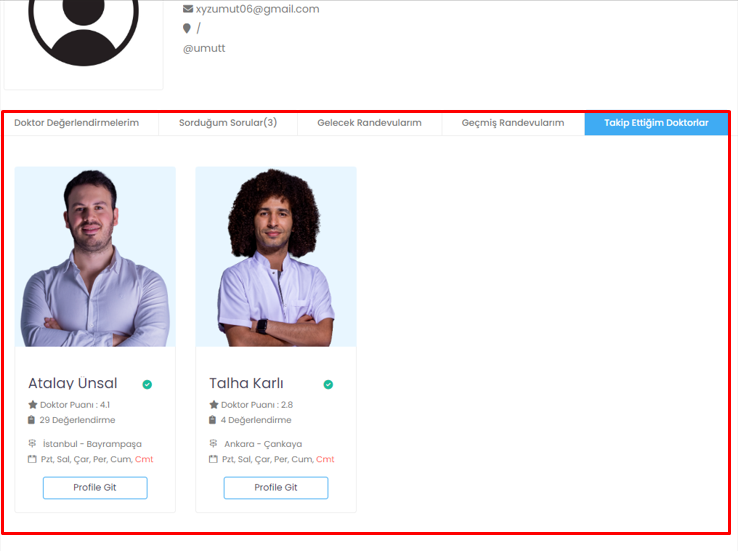 xyzumut06@gmail.com
/
@umutt
Doktor Değerlendirmelerim
Sorduğum Sorular(3)
Gelecek Randevularım
Geçmiş Randevularım
Takip Ettiğim Doktorlar
Atalay Ünsal
Doktor Puanı : 4.1
29 Değerlendirme
İstanbul - Bayrampaşa
Pzt, Sal, Çar, Per, Cum, Cmt
Profile Git
Talha Karlı
Doktor Puanı : 2.8
4 Değerlendirme
Ankara - Çankaya
Pzt, Sal, Çar, Per, Cum, Cmt
Profile Git